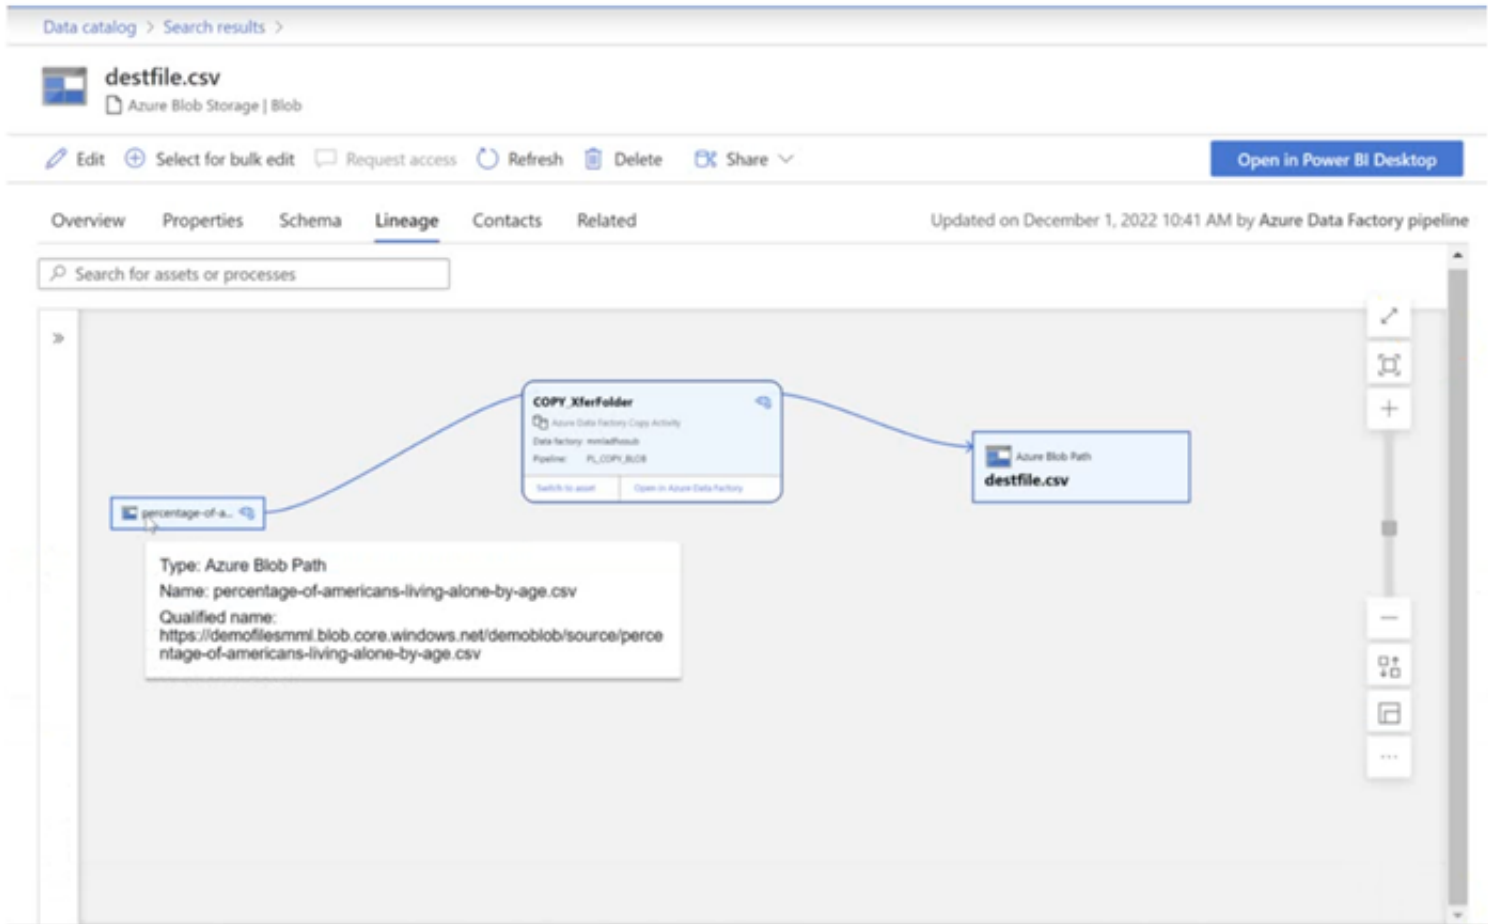 Data catalog > Search results >
destfile.csv
Azure Blob Storage | Blob
Edit Select for bulk edit Request access Refresh Delete Share Open in Power BI Desktop
Overview Properties Schema Lineage Contacts Related Updated on December 1, 2022 10:41 AM by Azure Data Factory pipeline
Search for assets or processes
COPY_XferFolder
Azure Data Factory Copy Activity
Data factory:
Pipeline: PL_COPY_BLOB
Switch to asset Open in Azure Data Factory
Azure Blob Path
destfile.csv
percentage-of-a...
Type: Azure Blob Path
Name: percentage-of-americans-living-alone-by-age.csv
Qualified name:
https://demofilesmml.blob.core.windows.net/demoblob/source/perce
ntage-of-americans-living-alone-by-age.csv